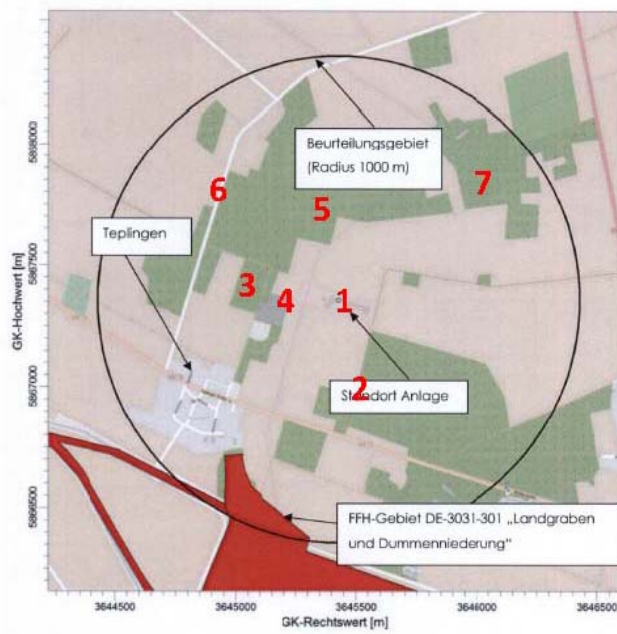 Beurteilungsgebiet
(Radius 1000 m)
7
6
5
Teplingen
3
4
1
2
Standort Anlage
FFH-Gebiet DE-3031-301 „Landgraben
und Dummenniederung"
GK-Hochwert [m]
5868000
5867500
5867000
5866500
3644500
3645000
3645500
3646000
3646500
GK-Rechtswert [m]